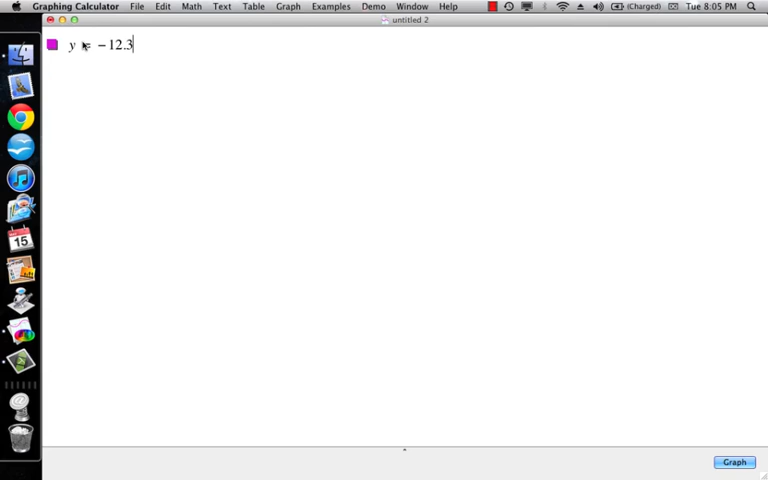 Graphing Calculator File Edit Math Text Table Graph Examples Demo Window Help (Charged) Tue 8:05 PM
untitled 2
y = −12.3
15
Graph